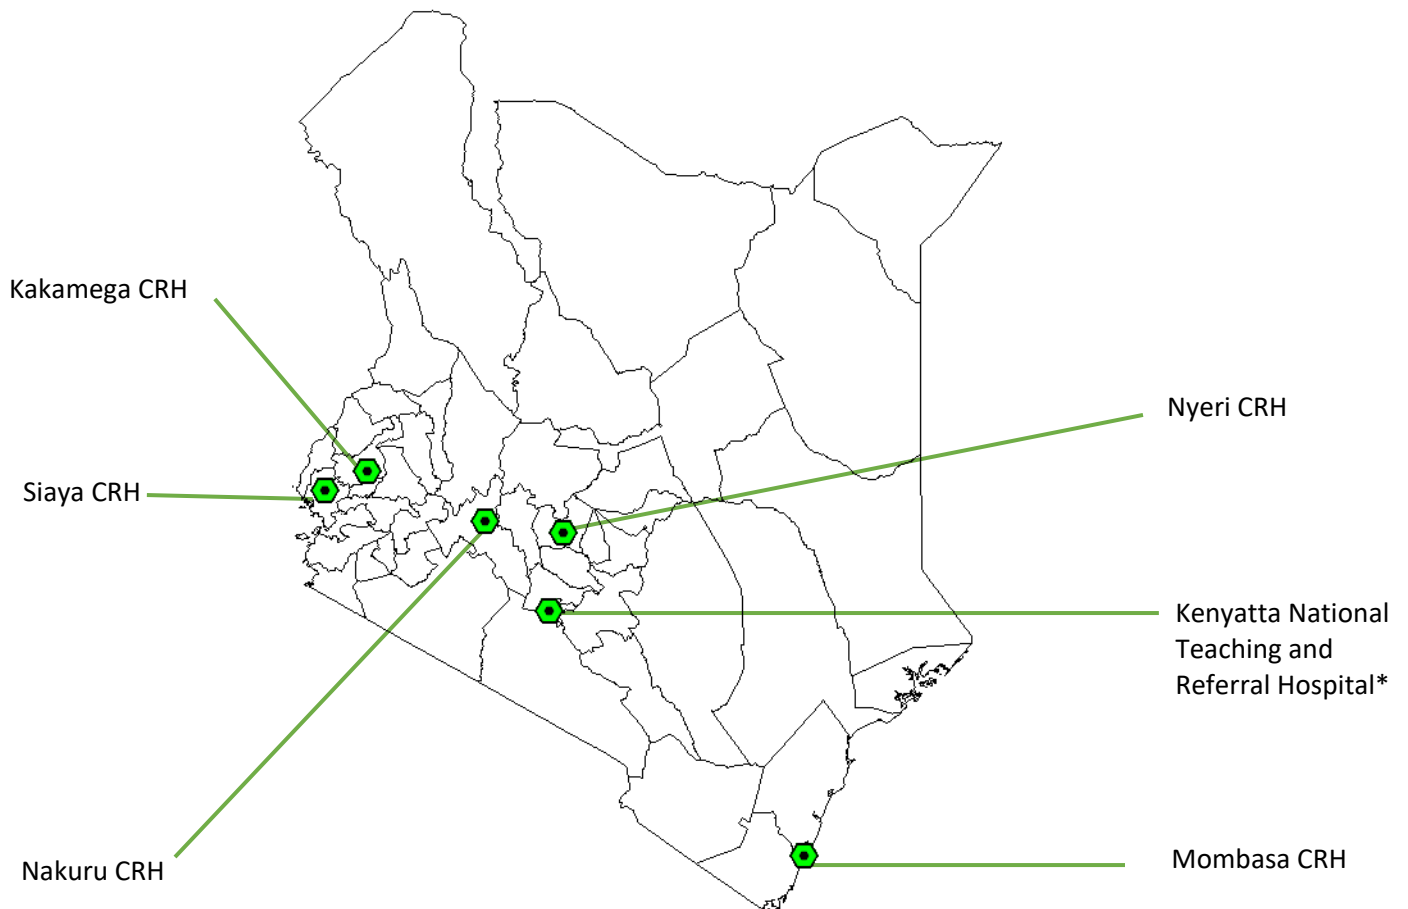 Kakamega CRH
Nyeri CRH
Siaya CRH
Kenyatta National
Teaching and
Referral Hospital*
Nakuru CRH
Mombasa CRH